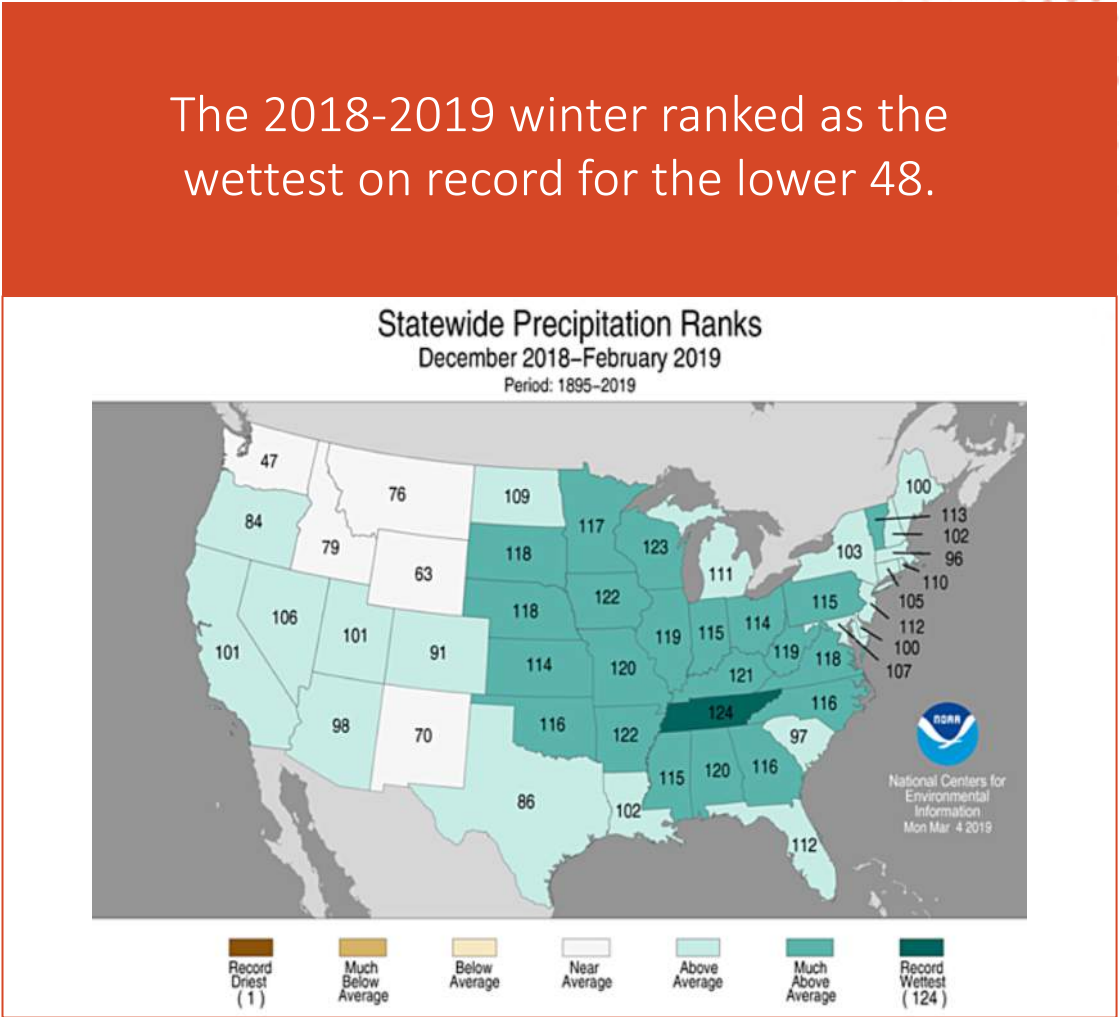 The 2018-2019 winter ranked as the
wettest on record for the lower 48.
Statewide Precipitation Ranks
December 2018–February 2019
Period: 1895–2019
47
76
109
117
100
84
79
63
118
123
111
103
113
102
96
110
105
112
100
107
106
101
101
91
118
122
119
115
114
115
119
118
114
120
121
116
98
70
116
122
124
97
86
102
115
120
116
112
NOAA
National Centers for
Environmental
Information
Mon Mar 4 2019
Record
Driest
( 1 )
Much
Below
Average
Below
Average
Near
Average
Above
Average
Much
Above
Average
Record
Wettest
( 124 )